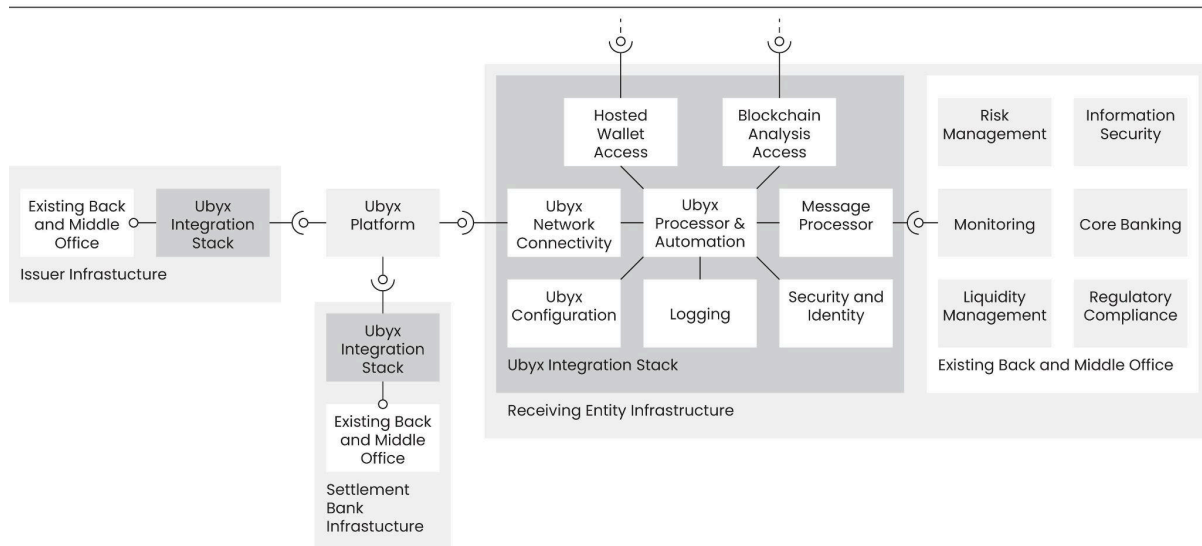 Hosted
Wallet
Access
Blockchain
Analysis
Access
Risk
Management
Information
Security
Existing Back
and Middle
Office
Ubyx
Integration
Stack
Issuer Infrastucture
Ubyx
Platform
Ubyx
Network
Connectivity
Ubyx
Processor &
Automation
Message
Processor
Monitoring
Core Banking
Ubyx
Configuration
Logging
Security and
Identity
Liquidity
Management
Regulatory
Compliance
Ubyx Integration Stack
Existing Back and Middle Office
Receiving Entity Infrastructure
Ubyx
Integration
Stack
Existing Back
and Middle
Office
Settlement
Bank
Infrastucture